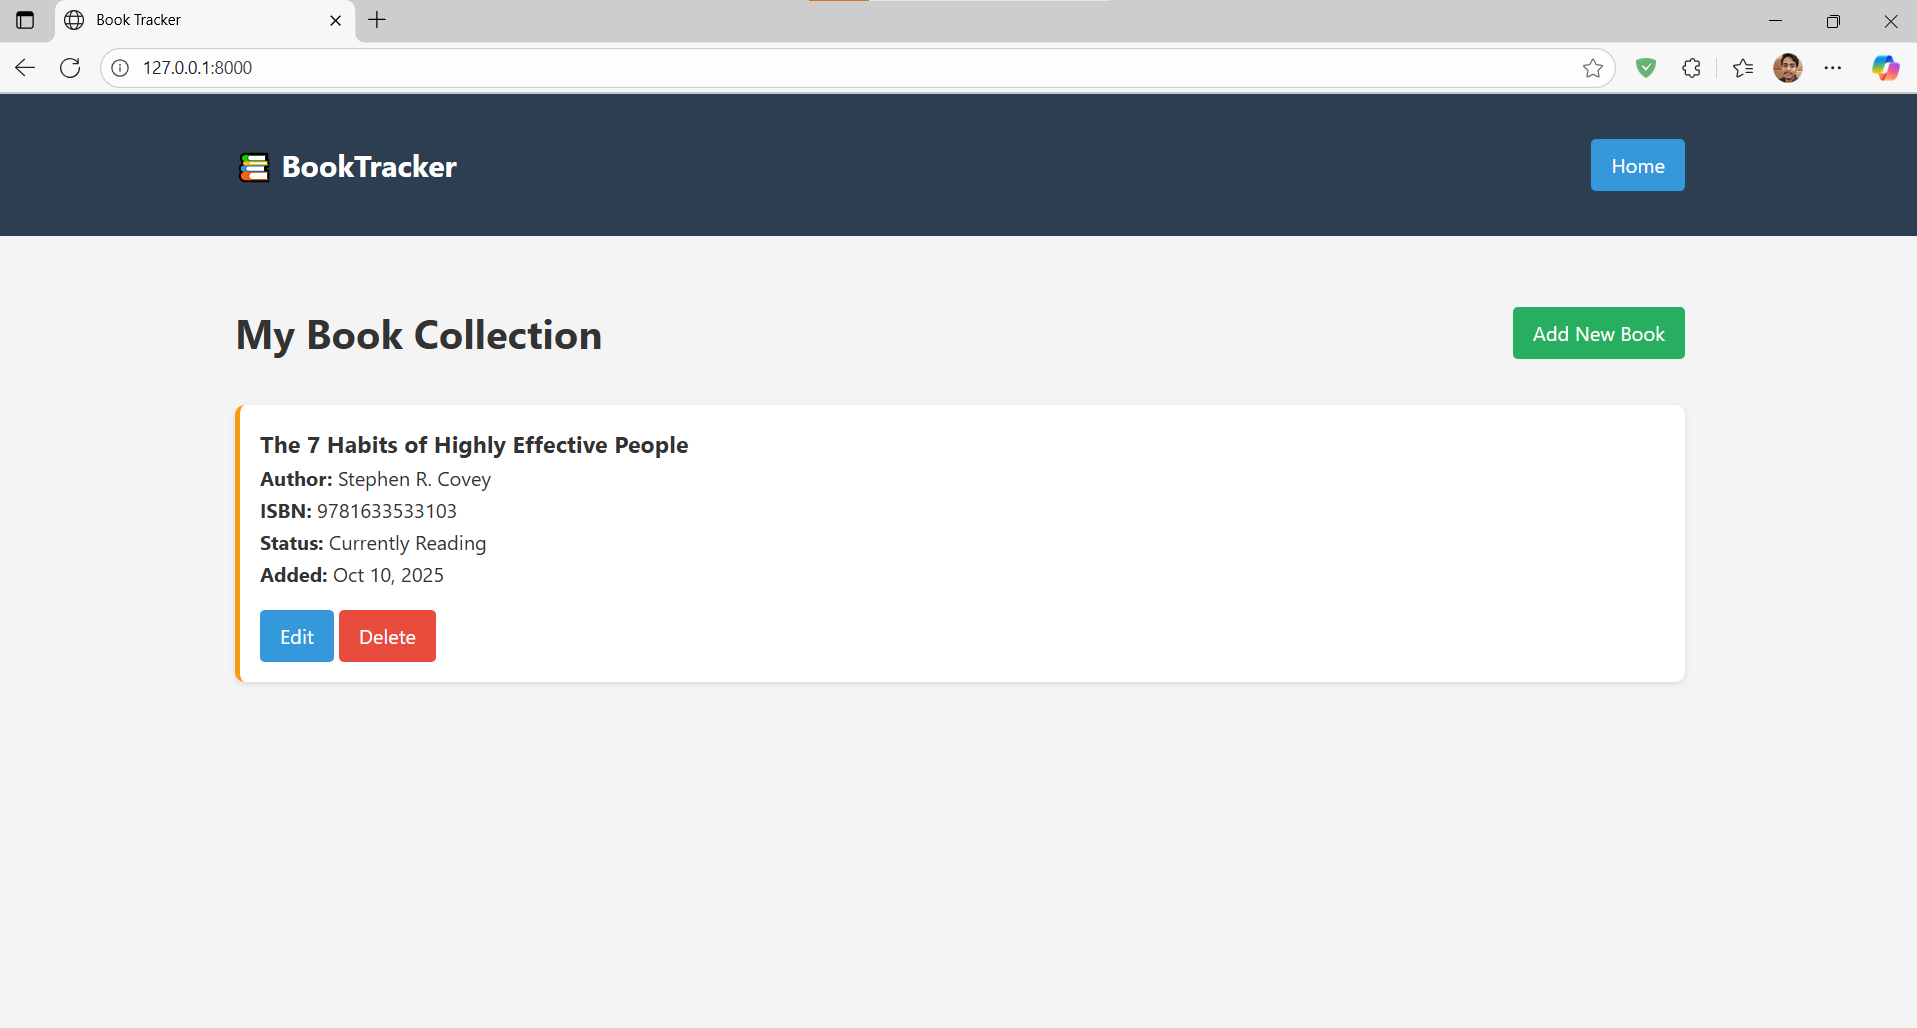 Book Tracker
127.0.0.1:8000
BookTracker
Home
My Book Collection
Add New Book
The 7 Habits of Highly Effective People
Author: Stephen R. Covey
ISBN: 9781633533103
Status: Currently Reading
Added: Oct 10, 2025
Edit Delete